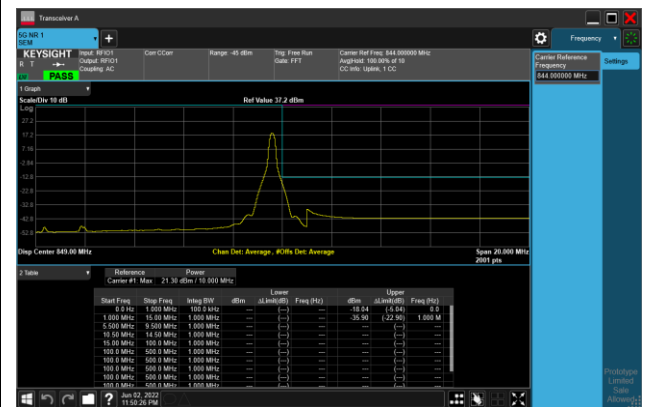 Transceiver A
5G NR 1
SEM
Frequency
KEYSIGHT
R T
PASS
Input: RFIO1
Output: RFIO1
Coupling: AC
Corr CCorr
Range: -45 dBm
Trig: Free Run
Gate: FFT
Carrier Ref Freq: 844.000000 MHz
Avg|Hold: 100.00% of 10
CC Info: Uplink, 1 CC
Carrier Reference
Frequency
844.000000 MHz
Settings
1 Graph
Scale/Div 10 dB
Ref Value 37.2 dBm
Log
27.2
17.2
7.16
-2.84
-12.8
-22.8
-32.8
-42.8
-52.8
Disp Center 849.00 MHz
Chan Det: Average , #Offs Det: Average
Span 20.000 MHz
2001 pts
2 Table
Reference Power
Carrier #1: Max 21.30 dBm / 10.000 MHz
Lower Upper
Start Freq Stop Freq Integ BW dBm ΔLimit(dB) Freq (Hz) dBm ΔLimit(dB) Freq (Hz)
0.0 Hz 1.000 MHz 100.0 kHz --- (---) --- -18.04 (-5.04) 0.0
1.000 MHz 15.00 MHz 1.000 MHz --- (---) --- -35.90 (-22.90) 1.000 M
5.500 MHz 9.500 MHz 1.000 MHz --- (---) --- --- (---) ---
10.50 MHz 14.50 MHz 1.000 MHz --- (---) --- --- (---) ---
15.00 MHz 100.0 MHz 1.000 MHz --- (---) --- --- (---) ---
100.0 MHz 500.0 MHz 1.000 MHz --- (---) --- --- (---) ---
100.0 MHz 500.0 MHz 1.000 MHz --- (---) --- --- (---) ---
100.0 MHz 500.0 MHz 1.000 MHz --- (---) --- --- (---) ---
100.0 MHz 500.0 MHz 1.000 MHz --- (---) --- --- (---) ---
Jun 02, 2022
11:50:26 PM
Prototype
Limited
Sale
Allowed